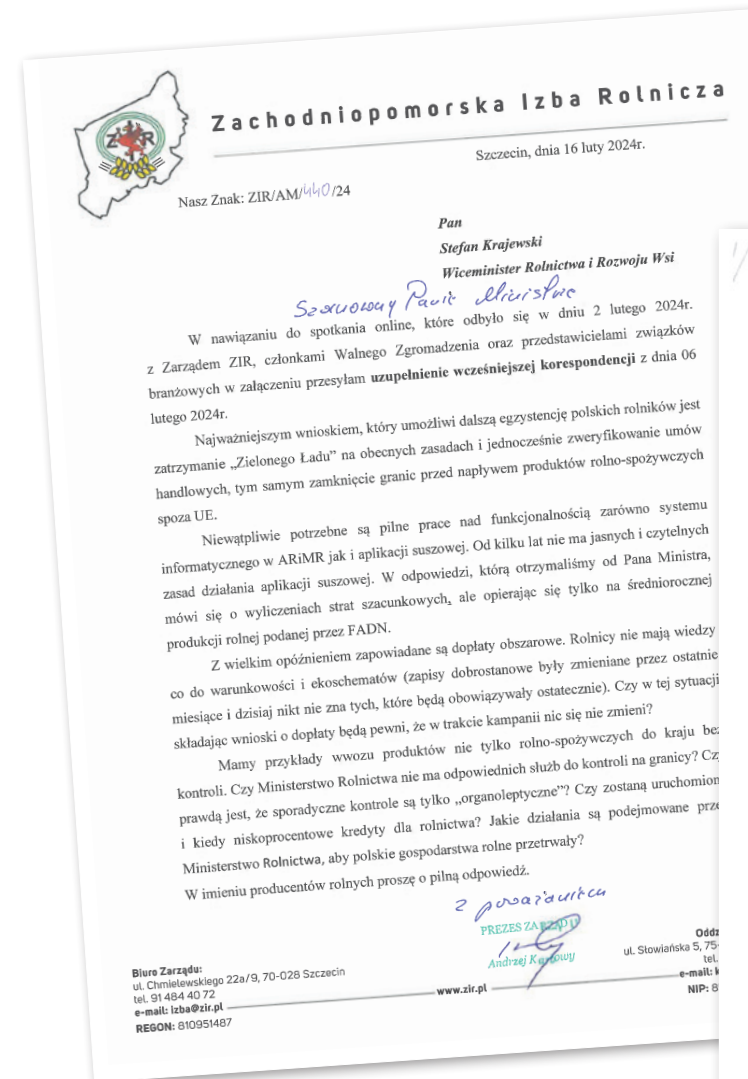 Zachodniopomorska Izba Rolnicza
Z R
Szczecin, dnia 16 luty 2024r.
Nasz Znak: ZIR/AM/440/24
Pan
Stefan Krajewski
Wiceminister Rolnictwa i Rozwoju Wsi
Szanowny Panie Ministrze
W nawiązaniu do spotkania online, które odbyło się w dniu 2 lutego 2024r.
z Zarządem ZIR, członkami Walnego Zgromadzenia oraz przedstawicielami związków
branżowych w załączeniu przesyłam uzupełnienie wcześniejszej korespondencji z dnia 06
lutego 2024r.
Najważniejszym wnioskiem, który umożliwi dalszą egzystencję polskich rolników jest
zatrzymanie „Zielonego Ładu” na obecnych zasadach i jednocześnie zweryfikowanie umów
handlowych, tym samym zamknięcie granic przed napływem produktów rolno-spożywczych
spoza UE.
Niewątpliwie potrzebne są pilne prace nad funkcjonalnością zarówno systemu
informatycznego w ARiMR jak i aplikacji suszowej. Od kilku lat nie ma jasnych i czytelnych
zasad działania aplikacji suszowej. W odpowiedzi, którą otrzymaliśmy od Pana Ministra,
mówi się o wyliczeniach strat szacunkowych, ale opierając się tylko na średniorocznej
produkcji rolnej podanej przez FADN.
Z wielkim opóźnieniem zapowiadane są dopłaty obszarowe. Rolnicy nie mają wiedzy
co do warunkowości i ekoschematów (zapisy dobrostanowe były zmieniane przez ostatnie
miesiące i dzisiaj nikt nie zna tych, które będą obowiązywały ostatecznie). Czy w tej sytuacji
składając wnioski o dopłaty będą pewni, że w trakcie kampanii nic się nie zmieni?
Mamy przykłady wwozu produktów nie tylko rolno-spożywczych do kraju bez
kontroli. Czy Ministerstwo Rolnictwa nie ma odpowiednich służb do kontroli na granicy? Cz
prawdą jest, że sporadyczne kontrole są tylko „organoleptyczne”? Czy zostaną uruchomion
i kiedy niskoprocentowe kredyty dla rolnictwa? Jakie działania są podejmowane prze
Ministerstwo Rolnictwa, aby polskie gospodarstwa rolne przetrwały?
W imieniu producentów rolnych proszę o pilną odpowiedź.
Z poważaniem
PREZES ZARZĄDU
Andrzej Karbowy
Biuro Zarządu:
ul. Chmielewskiego 22a/9, 70-028 Szczecin
tel. 91 484 40 72
e-mail: izba@zir.pl
REGON: 810951487
www.zir.pl
Oddz
ul. Słowiańska 5, 75-
tel.
e-mail: k
NIP: 8